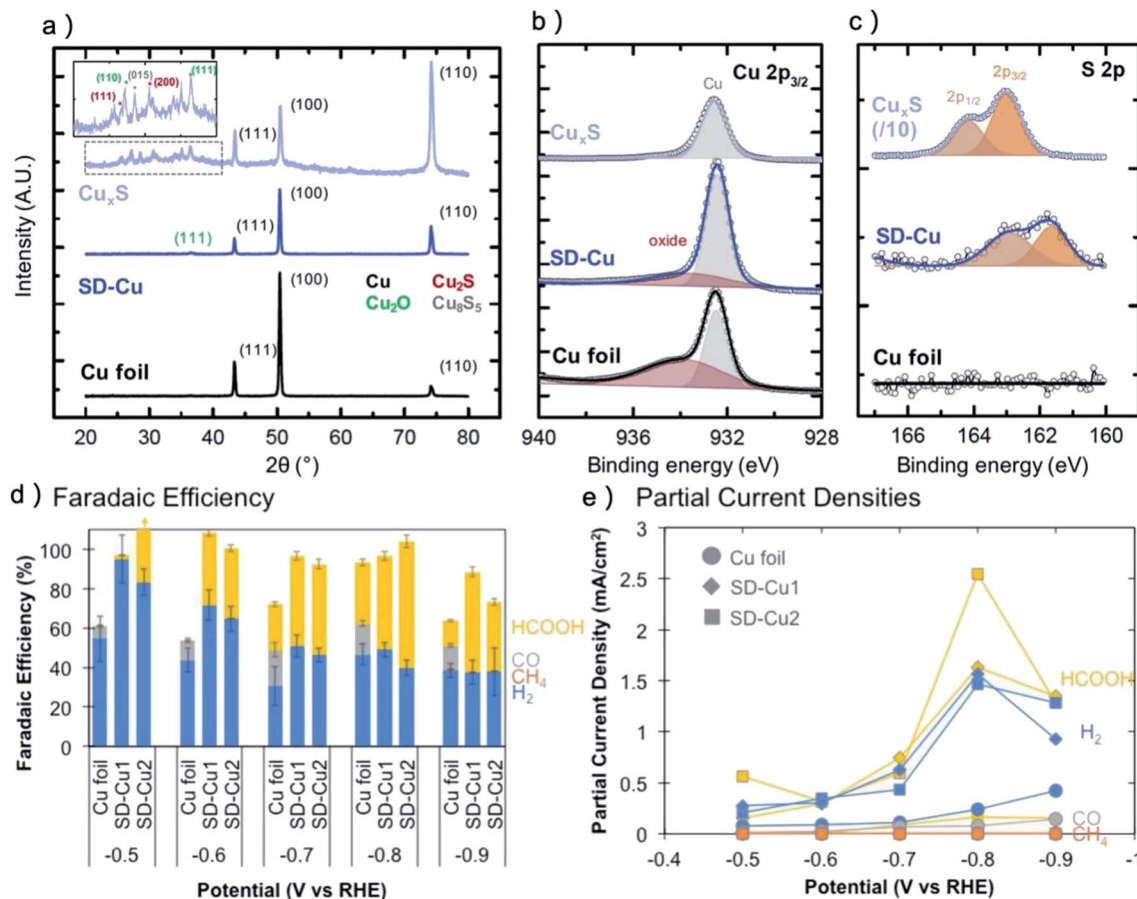 a )
(110)
(015)
(111)
(111)
(200)
(110)
(100)
(111)
CuₓS
(100)
(110)
(111)
(111)
SD-Cu
Cu
Cu₂S
Cu₂O
Cu₈S₅
(100)
(111)
(110)
Cu foil
Intensity (A.U.)
20 30 40 50 60 70 80
2θ (°)
b )
Cu 2p₃/₂
Cu
CuₓS
oxide
SD-Cu
Cu foil
940 936 932 928
Binding energy (eV)
c )
S 2p
2p₃/₂
2p₁/₂
CuₓS
(/10)
SD-Cu
Cu foil
166 164 162 160
Binding energy (eV)
d ) Faradaic Efficiency
Faradaic Efficiency (%)
100
80
60
40
20
0
HCOOH
CO
CH₄
H₂
Cu foil SD-Cu1 SD-Cu2 Cu foil SD-Cu1 SD-Cu2 Cu foil SD-Cu1 SD-Cu2 Cu foil SD-Cu1 SD-Cu2 Cu foil SD-Cu1 SD-Cu2
-0.5 -0.6 -0.7 -0.8 -0.9
Potential (V vs RHE)
e ) Partial Current Densities
Partial Current Density (mA/cm²)
3
2.5
2
1.5
1
0.5
0
Cu foil
SD-Cu1
SD-Cu2
HCOOH
H₂
CO
CH₄
-0.4 -0.5 -0.6 -0.7 -0.8 -0.9 -1
Potential (V vs RHE)